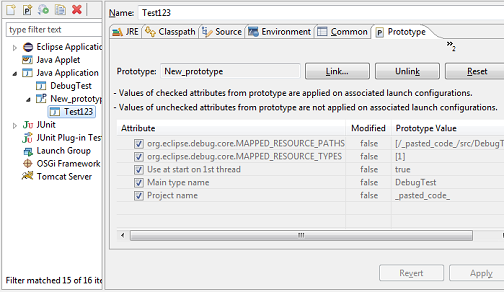 type filter text
Eclipse Application
Java Applet
Java Application
DebugTest
New_prototyp
Test123
JUnit
JUnit Plug-in Test
Launch Group
OSGi Framework
Tomcat Server
Filter matched 15 of 16 ite
Name: Test123
JRE Classpath Source Environment Common Prototype »2
Prototype: New_prototype Link... Unlink Reset
- Values of checked attributes from prototype are applied on associated launch configurations.
- Values of unchecked attributes from prototype are not applied on associated launch configurations.
Attribute Modified Prototype Value
org.eclipse.debug.core.MAPPED_RESOURCE_PATHS false [/_pasted_code_/src/DebugT
org.eclipse.debug.core.MAPPED_RESOURCE_TYPES false [1]
Use at start on 1st thread false true
Main type name false DebugTest
Project name false _pasted_code_
Revert Apply